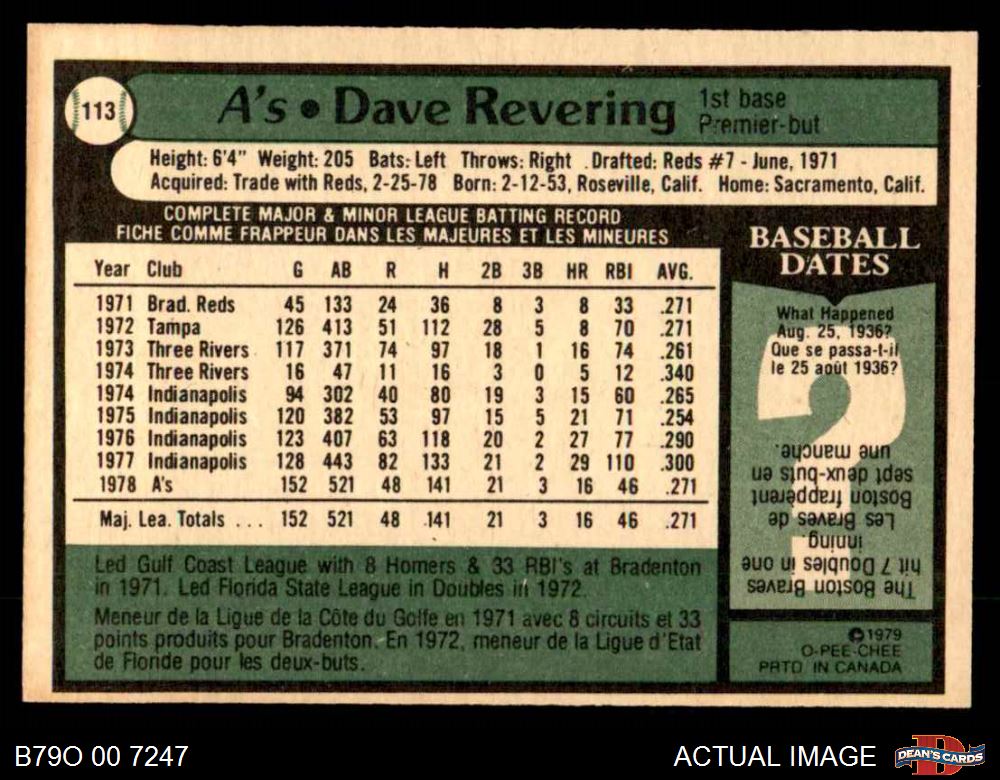 113
A's • Dave Revering
1st base
Premier-but
Height: 6'4" Weight: 205 Bats: Left Throws: Right Drafted: Reds #7 - June, 1971
Acquired: Trade with Reds, 2-25-78 Born: 2-12-53, Roseville, Calif. Home: Sacramento, Calif.
COMPLETE MAJOR & MINOR LEAGUE BATTING RECORD
FICHE COMME FRAPPEUR DANS LES MAJEURES ET LES MINEURES
Year Club G AB R H 2B 3B HR RBI AVG.
1971 Brad. Reds 45 133 24 36 8 3 8 33 .271
1972 Tampa 126 413 51 112 28 5 8 70 .271
1973 Three Rivers 117 371 74 97 18 1 16 74 .261
1974 Three Rivers 16 47 11 16 3 0 5 12 .340
1974 Indianapolis 94 302 40 80 19 3 15 60 .265
1975 Indianapolis 120 382 53 97 15 5 21 71 .254
1976 Indianapolis 123 407 63 118 20 2 27 77 .290
1977 Indianapolis 128 443 82 133 21 2 29 110 .300
1978 A's 152 521 48 141 21 3 16 46 .271
Maj. Lea. Totals ... 152 521 48 141 21 3 16 46 .271
Led Gulf Coast League with 8 Homers & 33 RBI's at Bradenton
in 1971. Led Florida State League in Doubles in 1972.
Meneur de la Ligue de la Côte du Golfe en 1971 avec 8 circuits et 33
points produits pour Bradenton. En 1972, meneur de la Ligue d'Etat
de Floride pour les deux-buts.
BASEBALL
DATES
What Happened
Aug. 25, 1936?
Que se passa-t-il
le 25 août 1936?
The Boston Braves
hit 7 Doubles in one
inning.
Les Braves de
Boston frappèrent
sept deux-buts en
une manche.
©1979
O-PEE-CHEE
PRTD IN CANADA
B79O 00 7247
ACTUAL IMAGE
DEAN'S CARDS